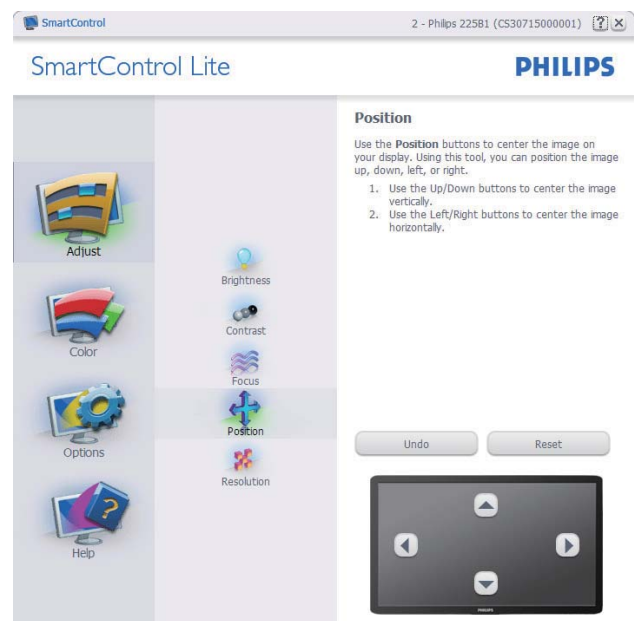 SmartControl
2 - Philips 225B1 (CS30715000001)
?
SmartControl Lite
PHILIPS
Adjust
Color
Options
Help
Brightness
Contrast
Focus
Position
Resolution
Position
Use the Position buttons to center the image on
your display. Using this tool, you can position the image
up, down, left, or right.
1. Use the Up/Down buttons to center the image
vertically.
2. Use the Left/Right buttons to center the image
horizontally.
Undo
Reset
PHILIPS